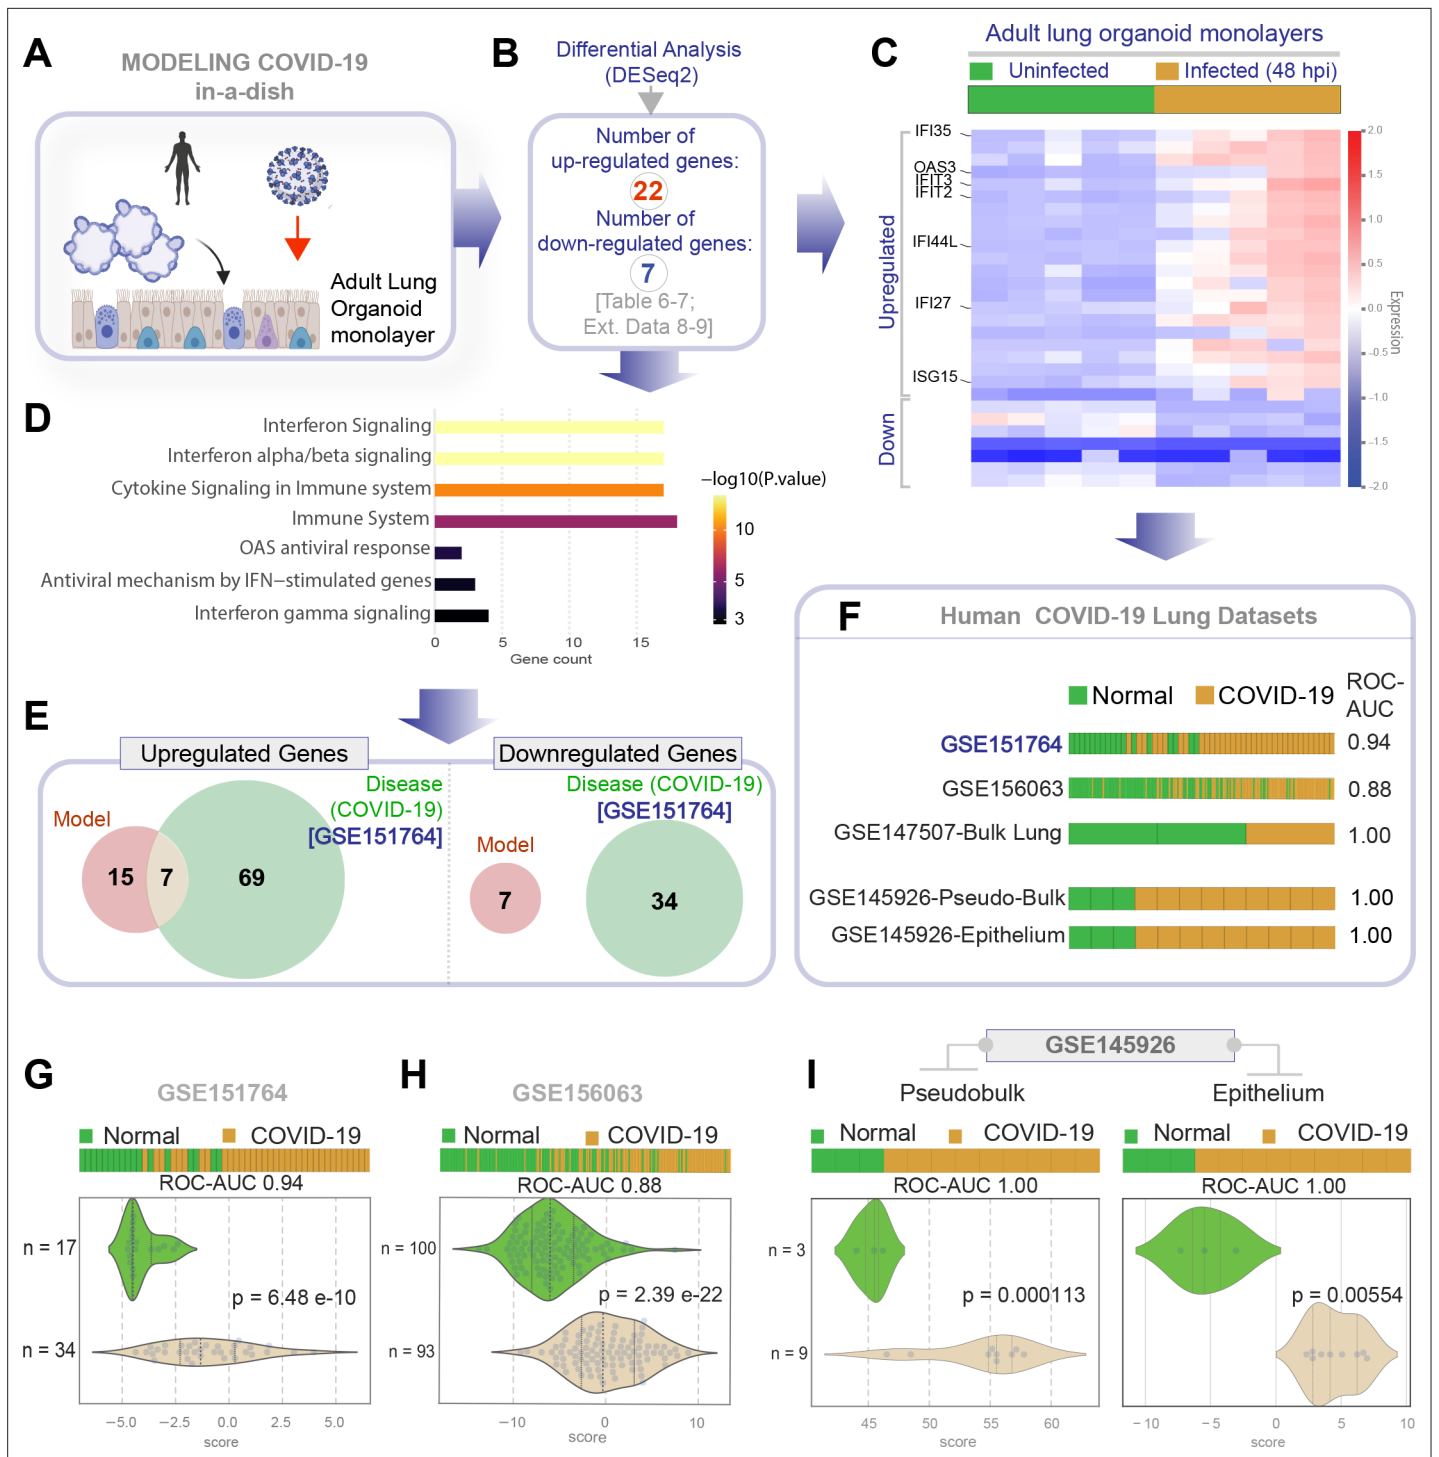 A
MODELING COVID-19
in-a-dish
Adult Lung
Organoid
monolayer
B
Differential Analysis
(DESeq2)
Number of
up-regulated genes:
22
Number of
down-regulated genes:
7
[Table 6-7;
Ext. Data 8-9]
C
Adult lung organoid monolayers
Uninfected
Infected (48 hpi)
Upregulated
Down
IFI35
OAS3
IFIT3
IFIT2
IFI44L
IFI27
ISG15
2.0
1.5
1.0
0.5
0.0
−0.5
−1.0
−1.5
−2.0
Expression
D
Interferon Signaling
Interferon alpha/beta signaling
Cytokine Signaling in Immune system
Immune System
OAS antiviral response
Antiviral mechanism by IFN−stimulated genes
Interferon gamma signaling
0 5 10 15
Gene count
−log10(P.value)
10
5
3
E
Upregulated Genes
Model
Disease
(COVID-19)
[GSE151764]
15 7 69
Downregulated Genes
Disease (COVID-19)
[GSE151764]
Model
7
34
F
Human COVID-19 Lung Datasets
Normal COVID-19
ROC-
AUC
GSE151764 0.94
GSE156063 0.88
GSE147507-Bulk Lung 1.00
GSE145926-Pseudo-Bulk 1.00
GSE145926-Epithelium 1.00
G
GSE151764
Normal COVID-19
ROC-AUC 0.94
n = 17
p = 6.48 e-10
n = 34
−5.0 −2.5 0.0 2.5 5.0
score
H
GSE156063
Normal COVID-19
ROC-AUC 0.88
n = 100
p = 2.39 e-22
n = 93
−10 0 10
score
I
GSE145926
Pseudobulk
Normal COVID-19
ROC-AUC 1.00
n = 3
p = 0.000113
n = 9
45 50 55 60
score
Epithelium
Normal COVID-19
ROC-AUC 1.00
p = 0.00554
−10 −5 0 5 10
score